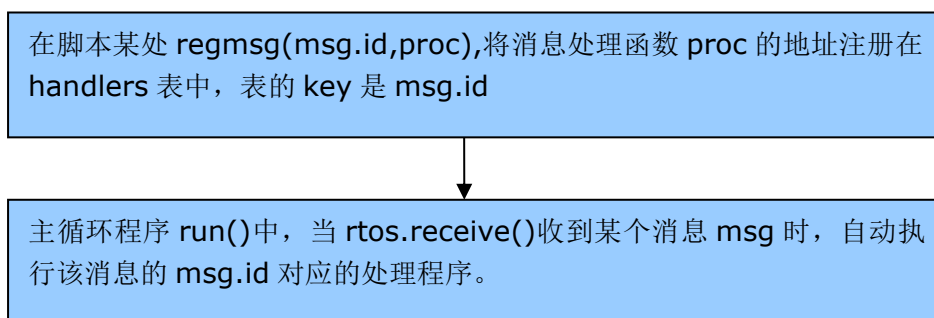 在脚本某处 regmsg(msg.id,proc),将消息处理函数 proc 的地址注册在
handlers 表中，表的 key 是 msg.id
主循环程序 run()中，当 rtos.receive()收到某个消息 msg 时，自动执
行该消息的 msg.id 对应的处理程序。